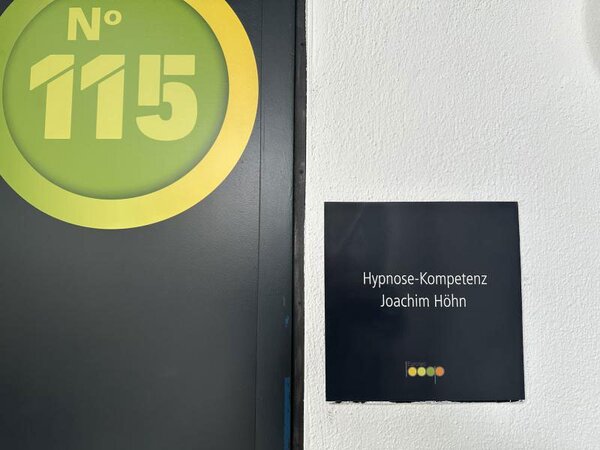 Nº
115
Hypnose-Kompetenz
Joachim Höhn